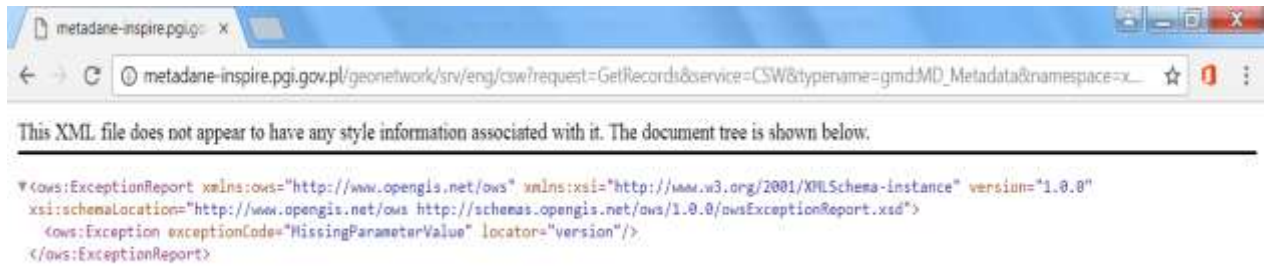 metadane-inspire.pgi.go
metadane-inspire.pgi.gov.pl/geonetwork/srv/eng/csw?request=GetRecords&service=CSW&typename=gmd:MD_Metadata&namespace=x...
This XML file does not appear to have any style information associated with it. The document tree is shown below.
▼<ows:ExceptionReport xmlns:ows="http://www.opengis.net/ows" xmlns:xsi="http://www.w3.org/2001/XMLSchema-instance" version="1.0.0"
xsi:schemaLocation="http://www.opengis.net/ows http://schemas.opengis.net/ows/1.0.0/owsExceptionReport.xsd">
<ows:Exception exceptionCode="MissingParameterValue" locator="version"/>
</ows:ExceptionReport>